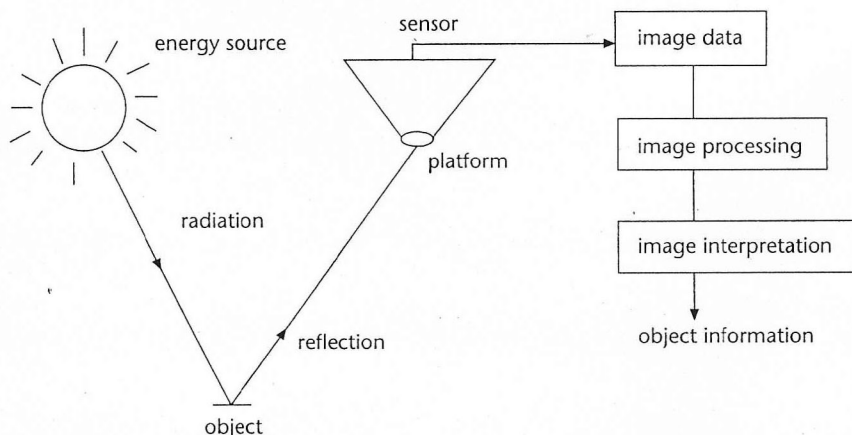 energy source
sensor
image data
platform
image processing
radiation
image interpretation
reflection
object information
object